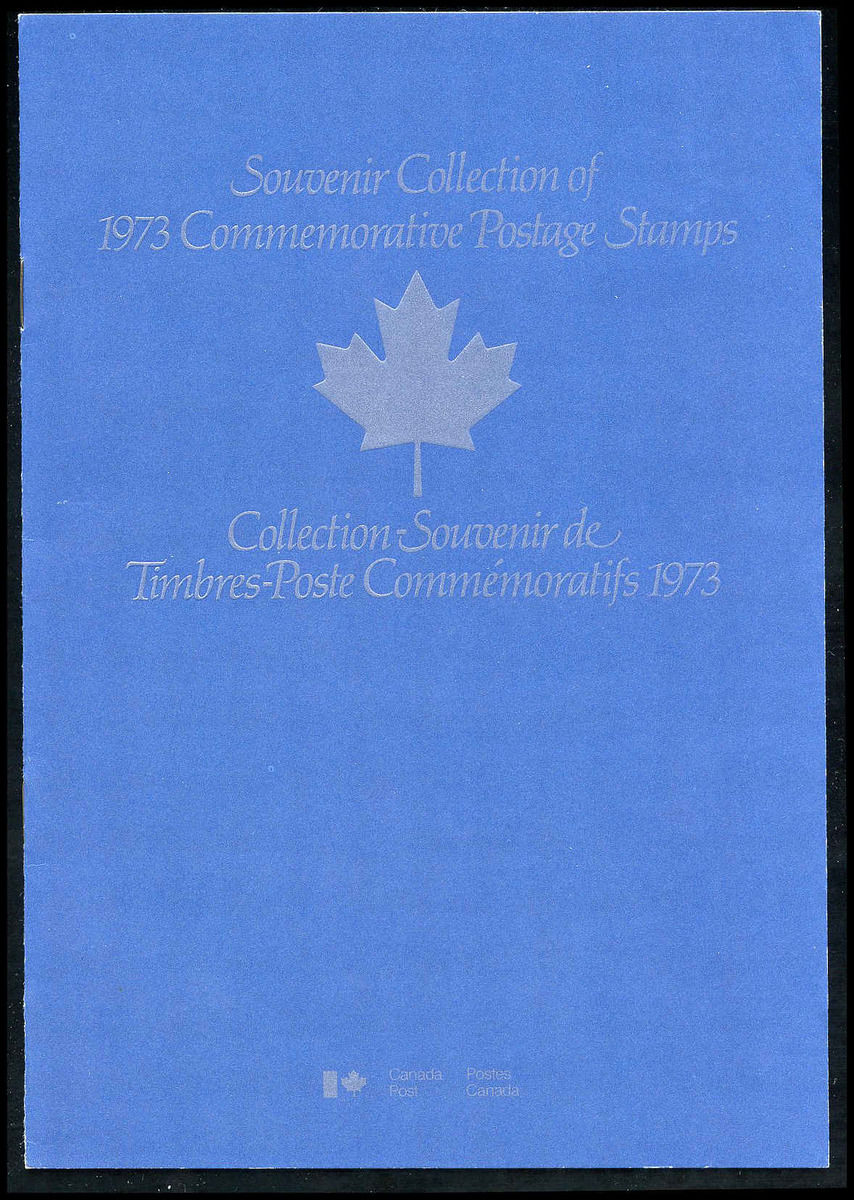 Souvenir Collection of
1973 Commemorative Postage Stamps
Collection-Souvenir de
Timbres-Poste Commémoratifs 1973
Canada Postes
Post Canada